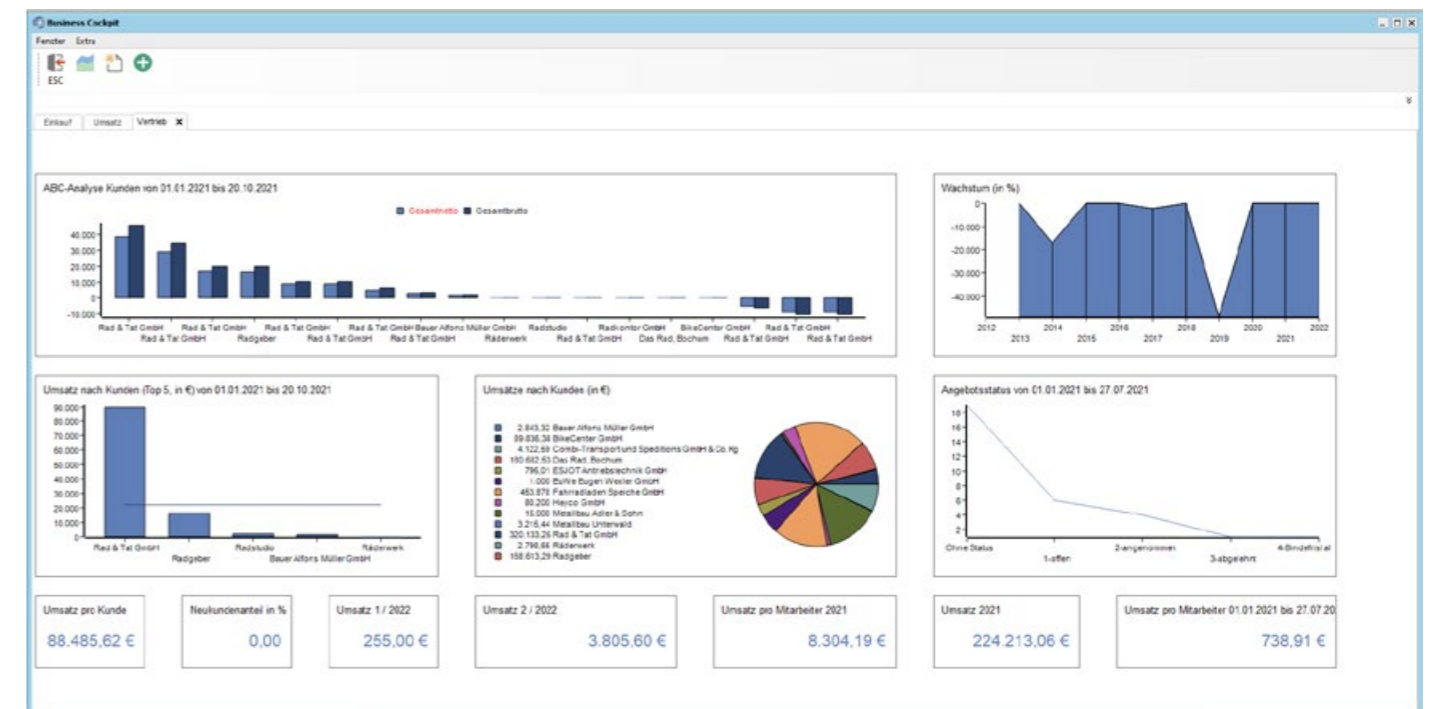 Business Cockpit
Fenster Extra
ESC
Einkauf Umsatz Vertrieb
ABC-Analyse Kunden von 01.01.2021 bis 20.10.2021
Gesamtnetto Gesamtbrutto
40.000
30.000
20.000
10.000
0
-10.000
Rad & Tat GmbH Rad & Tat GmbH Rad & Tat GmbH Rad & Tat GmbH Bauer Alfons Müller GmbH Radstudio Radkontor GmbH BikeCenter GmbH Rad & Tat GmbH
Rad & Tat GmbH Radgeber Rad & Tat GmbH Rad & Tat GmbH Räderwerk Rad & Tat GmbH Das Rad, Bochum Rad & Tat GmbH Rad & Tat GmbH
Wachstum (in %)
0
-10.000
-20.000
-30.000
-40.000
2012 2014 2016 2018 2020 2022
2013 2015 2017 2019 2021
Umsatz nach Kunden (Top 5, in €) von 01.01.2021 bis 20.10.2021
90.000
80.000
70.000
60.000
50.000
40.000
30.000
20.000
10.000
0
Rad & Tat GmbH Radstudio Räderwerk
Radgeber Bauer Alfons Müller GmbH
Umsätze nach Kunden (in €)
2.843,32 Bauer Alfons Müller GmbH
89.836,38 BikeCenter GmbH
4.122,59 Combi-Transport und Speditions GmbH & Co. Kg
Das Rad, Bochum
795,01 ESJOT Antriebstechnik GmbH
1.000 EuWe Eugen Wexler GmbH
453.878 Fahrradladen Speiche GmbH
80.200 Heyco GmbH
Metallbau Adler & Sohn
3.215,44 Metallbau Unterwald
320.133,26 Rad & Tat GmbH
Räderwerk
158.613,29 Radgeber
Angebotsstatus von 01.01.2021 bis 27.07.2021
18
16
14
12
10
8
6
4
2
Ohne Status 2-angenommen 4-Bindefrist
1-offen 3-abgelehnt
Umsatz pro Kunde
88.485,62 €
Neukundenanteil in %
0,00
Umsatz 1 / 2022
255,00 €
Umsatz 2 / 2022
3.805,60 €
Umsatz pro Mitarbeiter 2021
8.304,19 €
Umsatz 2021
224.213,06 €
Umsatz pro Mitarbeiter 01.01.2021 bis 27.07.20
738,91 €